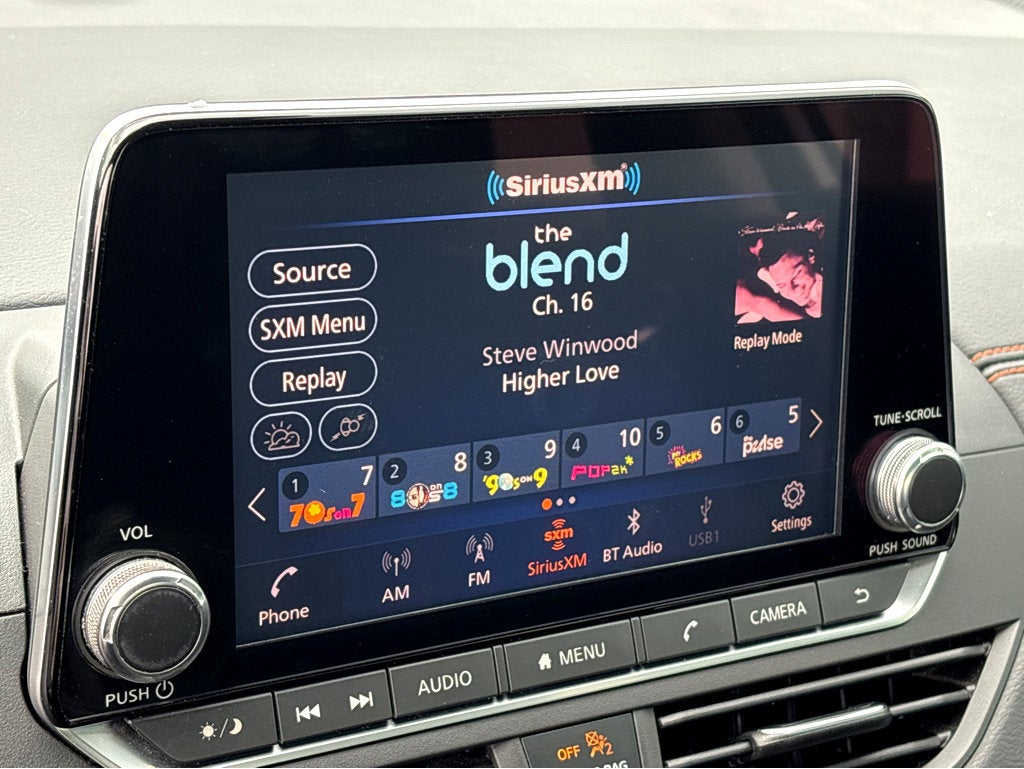 SiriusXM
the
blend
Ch. 16
Steve Winwood
Higher Love
Source
SXM Menu
Replay
Replay Mode
1 7
70s on 7
2 8
80s on 8
3 9
'90s ON 9
4 10
POP2K
5 6
ROCKS
6 5
the pulse
Phone
AM
FM
sxm
SiriusXM
BT Audio
USB1
Settings
VOL
PUSH
TUNE·SCROLL
PUSH SOUND
AUDIO
MENU
CAMERA
OFF 2
BAG